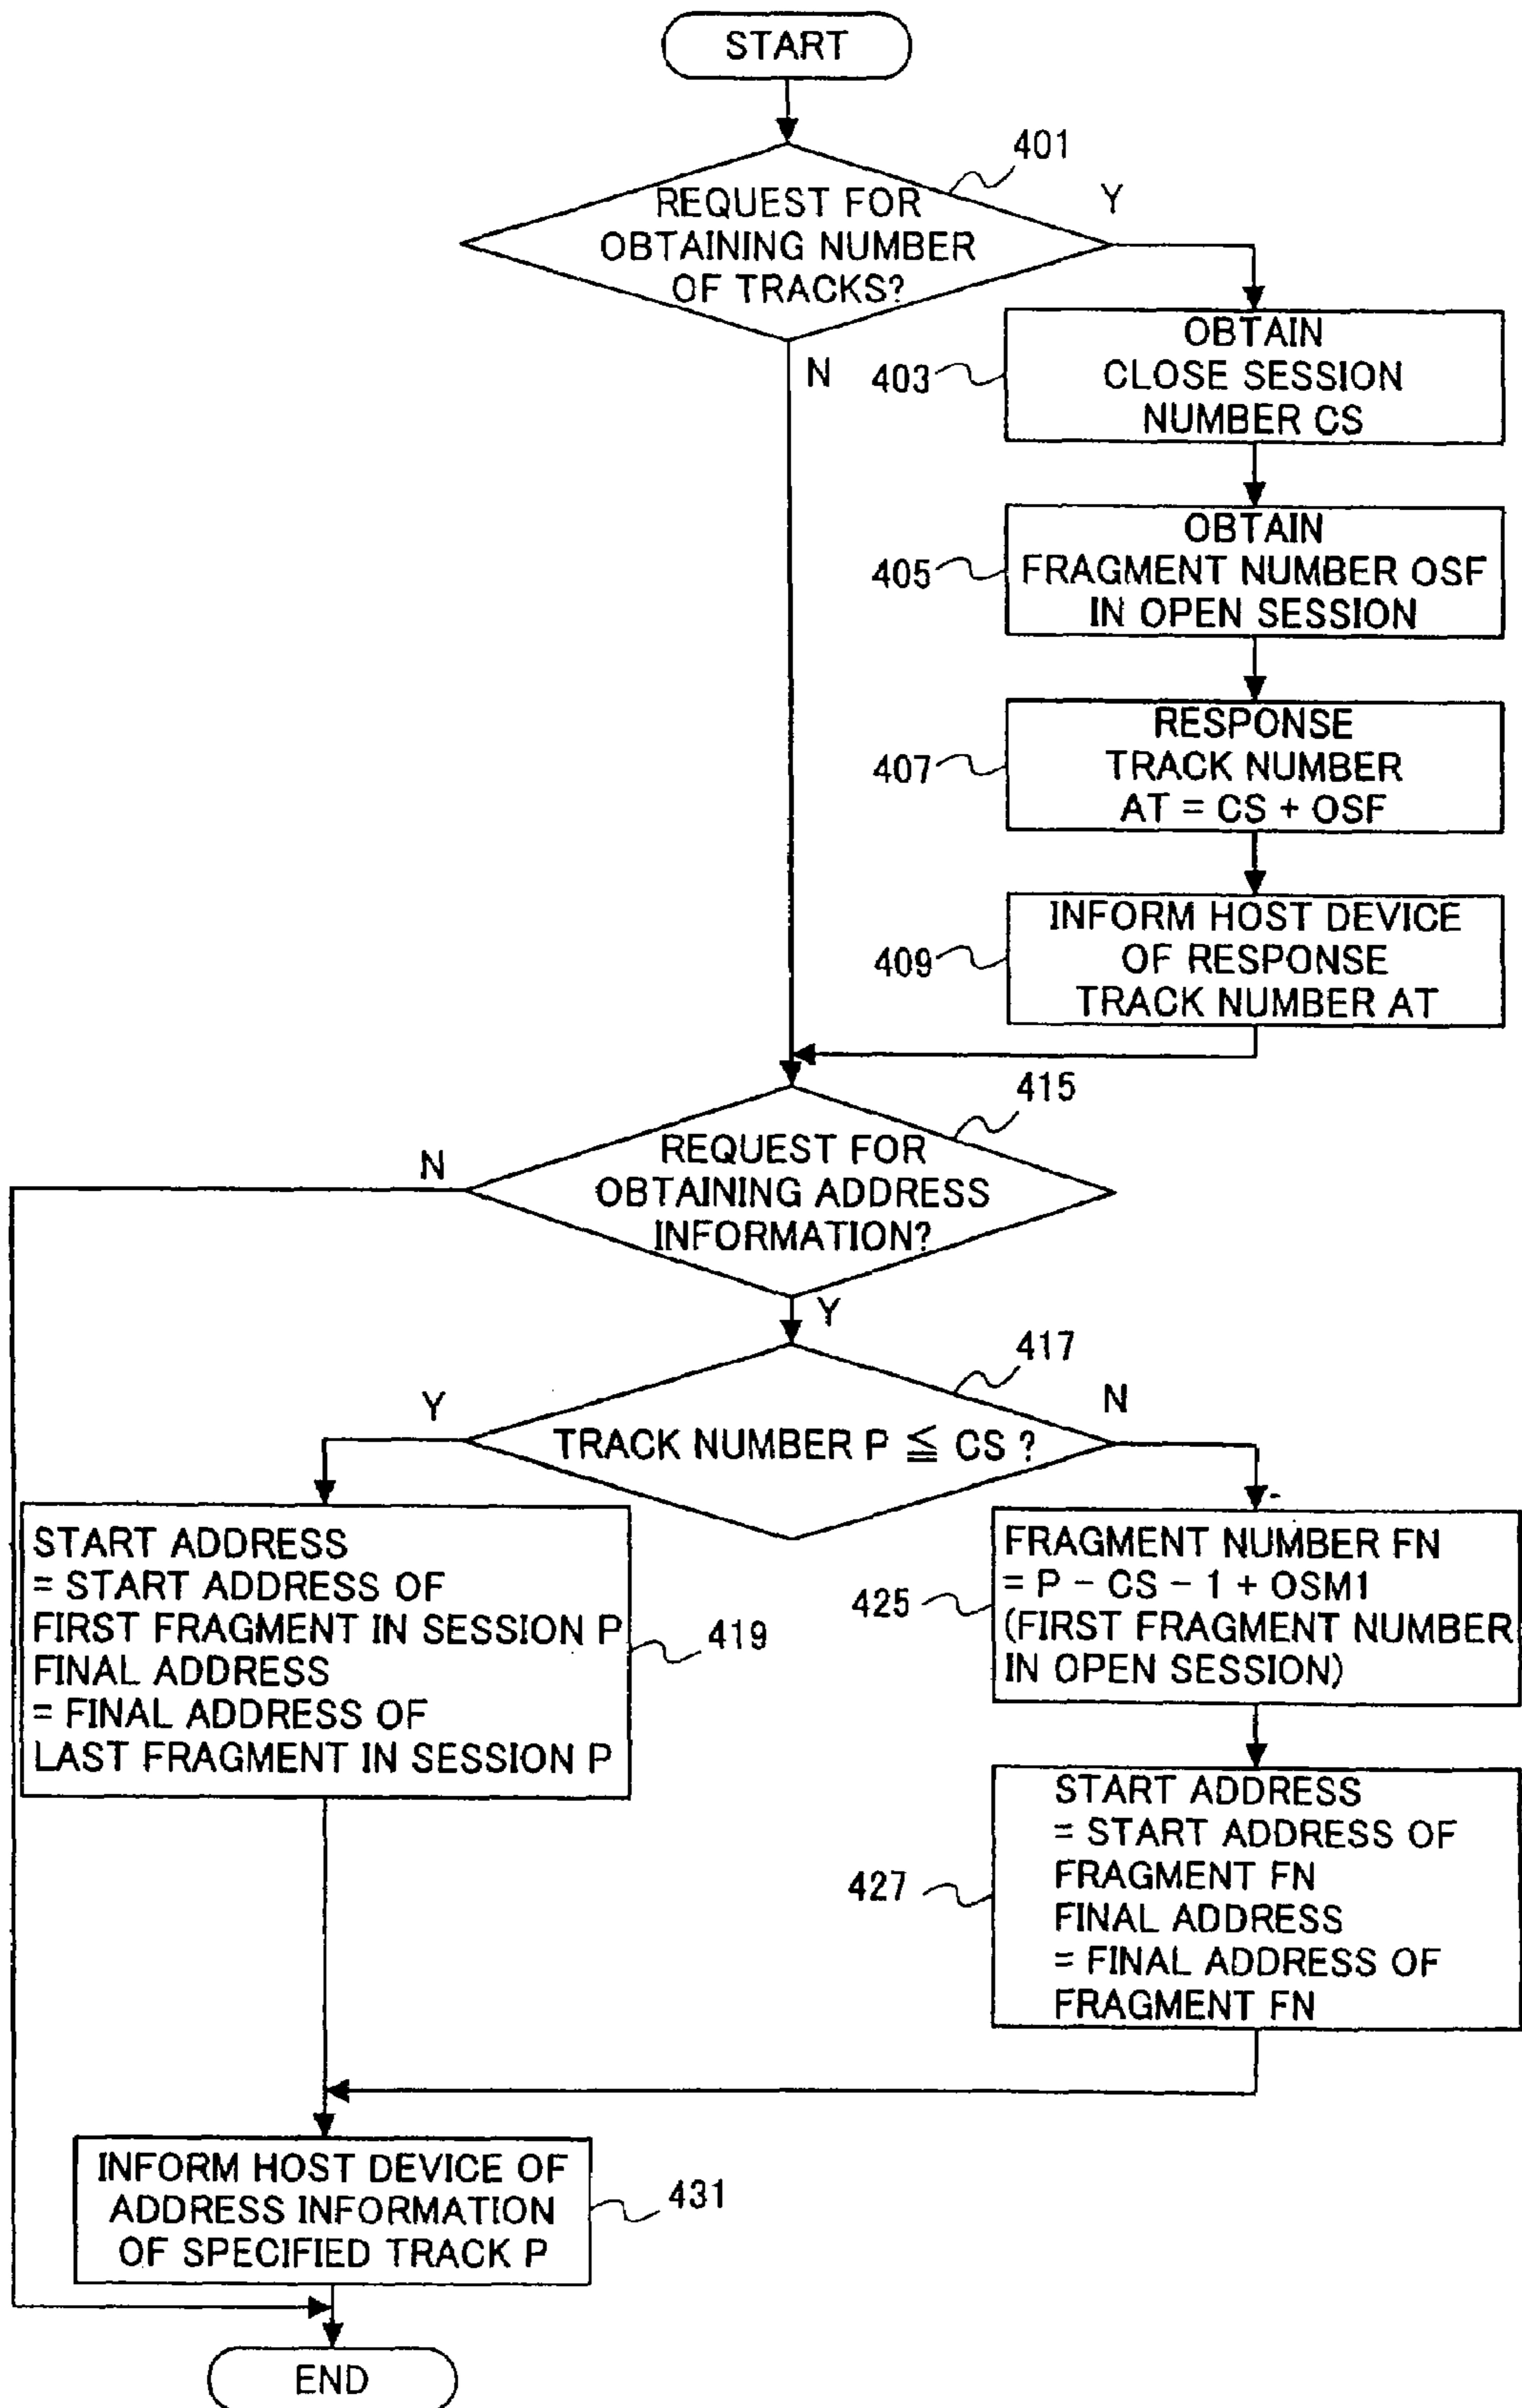 START
401
REQUEST FOR
OBTAINING NUMBER
OF TRACKS?
Y
N
403
OBTAIN
CLOSE SESSION
NUMBER CS
405
OBTAIN
FRAGMENT NUMBER OSF
IN OPEN SESSION
407
RESPONSE
TRACK NUMBER
AT = CS + OSF
409
INFORM HOST DEVICE
OF RESPONSE
TRACK NUMBER AT
415
REQUEST FOR
OBTAINING ADDRESS
INFORMATION?
N
Y
417
TRACK NUMBER P ≦ CS ?
Y
N
START ADDRESS
= START ADDRESS OF
FIRST FRAGMENT IN SESSION P
FINAL ADDRESS
= FINAL ADDRESS OF
LAST FRAGMENT IN SESSION P
419
425
FRAGMENT NUMBER FN
= P − CS − 1 + OSM1
(FIRST FRAGMENT NUMBER
IN OPEN SESSION)
427
START ADDRESS
= START ADDRESS OF
FRAGMENT FN
FINAL ADDRESS
= FINAL ADDRESS OF
FRAGMENT FN
INFORM HOST DEVICE OF
ADDRESS INFORMATION
OF SPECIFIED TRACK P
431
END